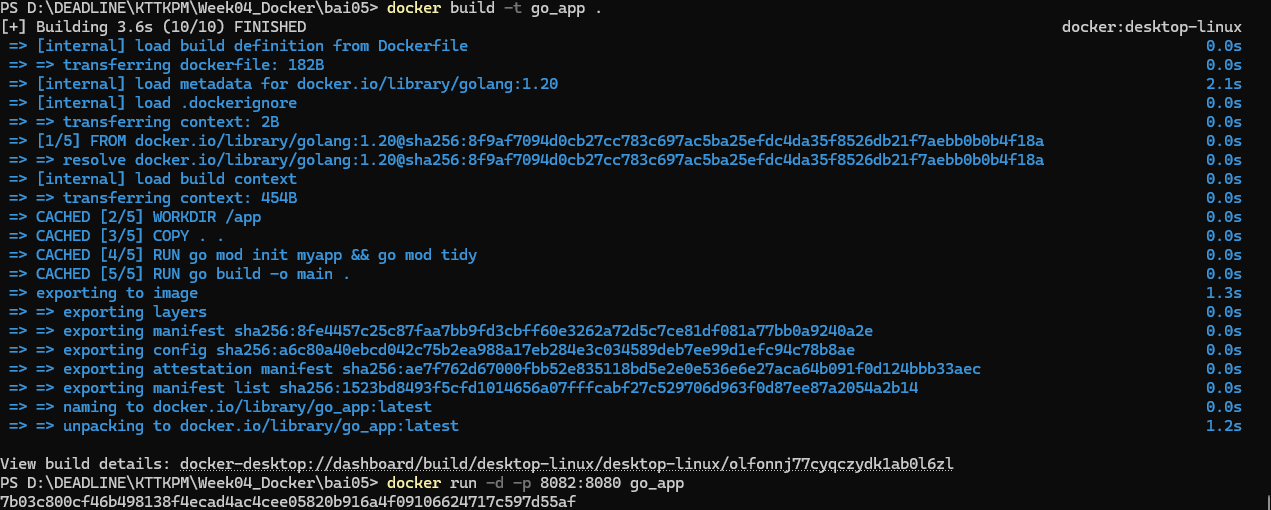 PS D:\DEADLINE\KTTKPM\Week04_Docker\bai05> docker build -t go_app .
[+] Building 3.6s (10/10) FINISHED docker:desktop-linux
=> [internal] load build definition from Dockerfile 0.0s
=> => transferring dockerfile: 182B 0.0s
=> [internal] load metadata for docker.io/library/golang:1.20 2.1s
=> [internal] load .dockerignore 0.0s
=> => transferring context: 2B 0.0s
=> [1/5] FROM docker.io/library/golang:1.20@sha256:8f9af7094d0cb27cc783c697ac5ba25efdc4da35f8526db21f7aebb0b0b4f18a 0.0s
=> => resolve docker.io/library/golang:1.20@sha256:8f9af7094d0cb27cc783c697ac5ba25efdc4da35f8526db21f7aebb0b0b4f18a 0.0s
=> [internal] load build context 0.0s
=> => transferring context: 454B 0.0s
=> CACHED [2/5] WORKDIR /app 0.0s
=> CACHED [3/5] COPY . . 0.0s
=> CACHED [4/5] RUN go mod init myapp && go mod tidy 0.0s
=> CACHED [5/5] RUN go build -o main . 0.0s
=> exporting to image 1.3s
=> => exporting layers 0.0s
=> => exporting manifest sha256:8fe4457c25c87faa7bb9fd3cbff60e3262a72d5c7ce81df081a77bb0a9240a2e 0.0s
=> => exporting config sha256:a6c80a40ebcd042c75b2ea988a17eb284e3c034589deb7ee99d1efc94c78b8ae 0.0s
=> => exporting attestation manifest sha256:ae7f762d67000fbb52e835118bd5e2e0e536e6e27aca64b091f0d124bbb33aec 0.0s
=> => exporting manifest list sha256:1523bd8493f5cfd1014656a07fffcabf27c529706d963f0d87ee87a2054a2b14 0.0s
=> => naming to docker.io/library/go_app:latest 0.0s
=> => unpacking to docker.io/library/go_app:latest 1.2s
View build details: docker-desktop://dashboard/build/desktop-linux/desktop-linux/olfonnj77cyqczydk1ab0l6zl
PS D:\DEADLINE\KTTKPM\Week04_Docker\bai05> docker run -d -p 8082:8080 go_app
7b03c800cf46b498138f4ecad4ac4cee05820b916a4f09106624717c597d55af